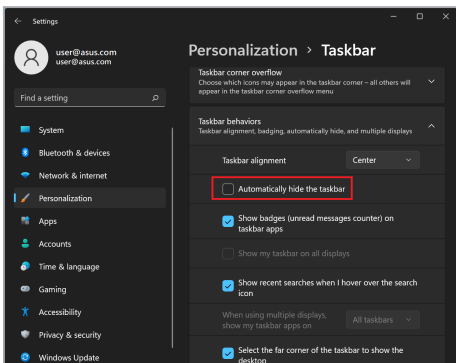 Settings
user@asus.com
user@asus.com
Find a setting
System
Bluetooth & devices
Network & internet
Personalization
Apps
Accounts
Time & language
Gaming
Accessibility
Privacy & security
Windows Update
Personalization > Taskbar
Taskbar corner overflow
Choose which icons may appear in the taskbar corner – all others will
appear in the taskbar corner overflow menu
Taskbar behaviors
Taskbar alignment, badging, automatically hide, and multiple displays
Taskbar alignment
Center
Automatically hide the taskbar
Show badges (unread messages counter) on
taskbar apps
Show my taskbar on all displays
Show recent searches when I hover over the search
icon
When using multiple displays,
show my taskbar apps on
All taskbars
Select the far corner of the taskbar to show the
desktop